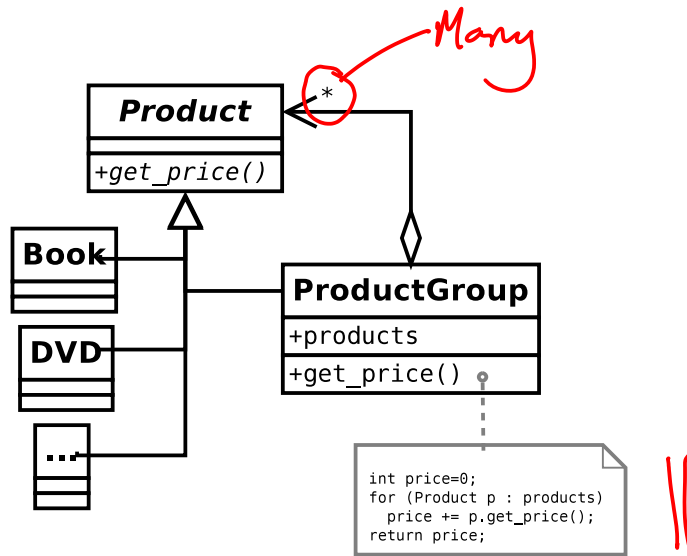 Many
*
Product
+get_price()
Book
ProductGroup
+products
DVD
+get_price()
...
int price=0;
for (Product p : products)
price += p.get_price();
return price;